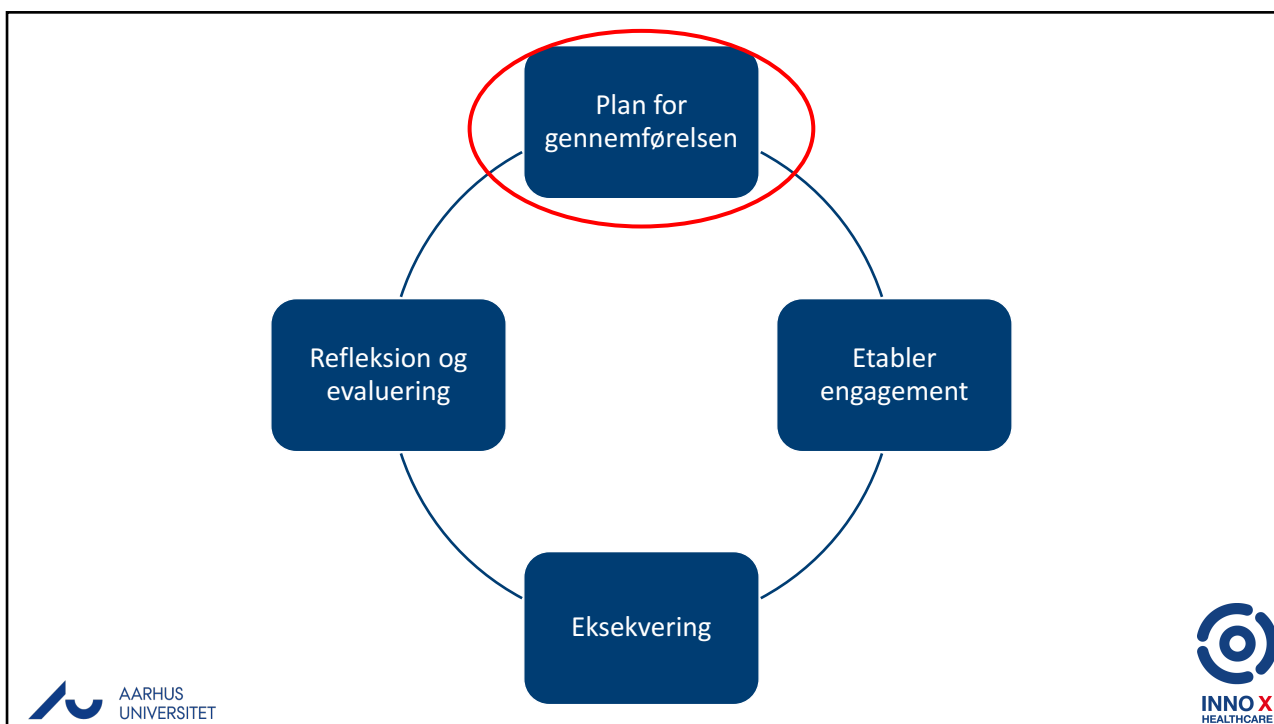 Plan for
gennemførelsen
Refleksion og
evaluering
Etabler
engagement
Eksekvering
AARHUS
UNIVERSITET
INNO X
HEALTHCARE